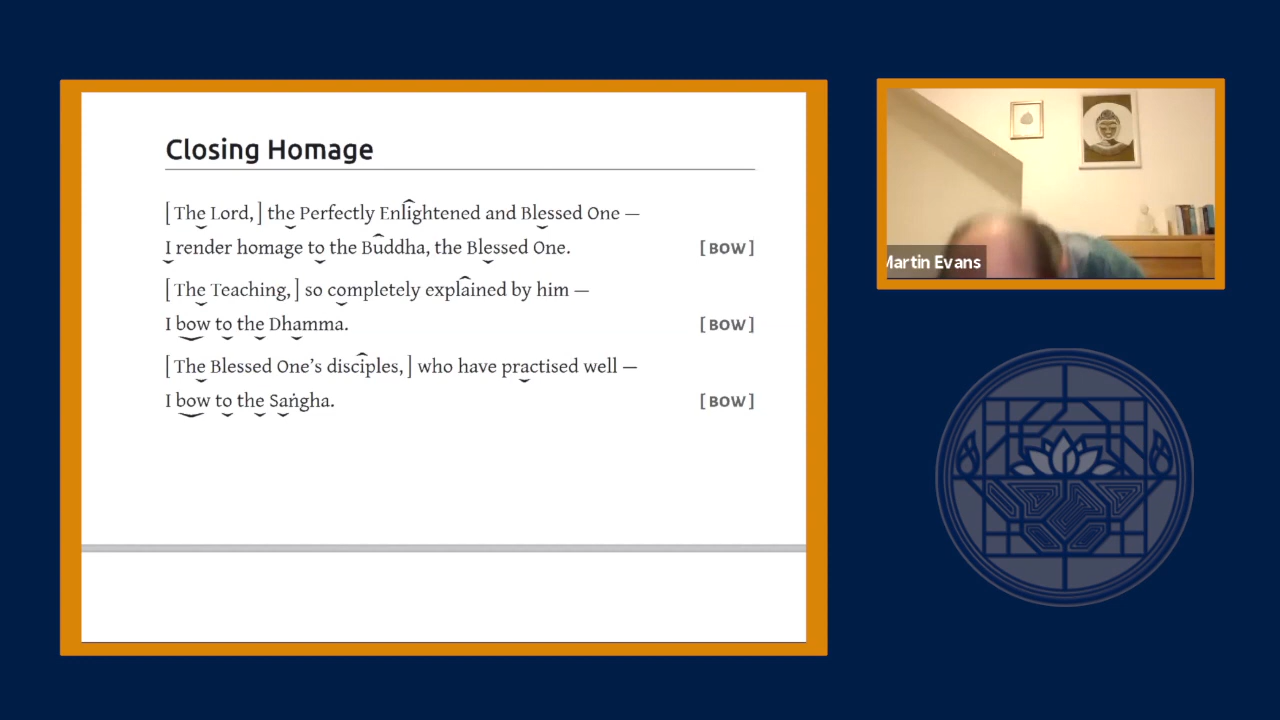 Closing Homage
[ The Lord, ] the Perfectly Enlightened and Blessed One —
I render homage to the Buddha, the Blessed One. [ BOW ]
[ The Teaching, ] so completely explained by him —
I bow to the Dhamma. [ BOW ]
[ The Blessed One’s disciples, ] who have practised well —
I bow to the Saṅgha. [ BOW ]
Martin Evans